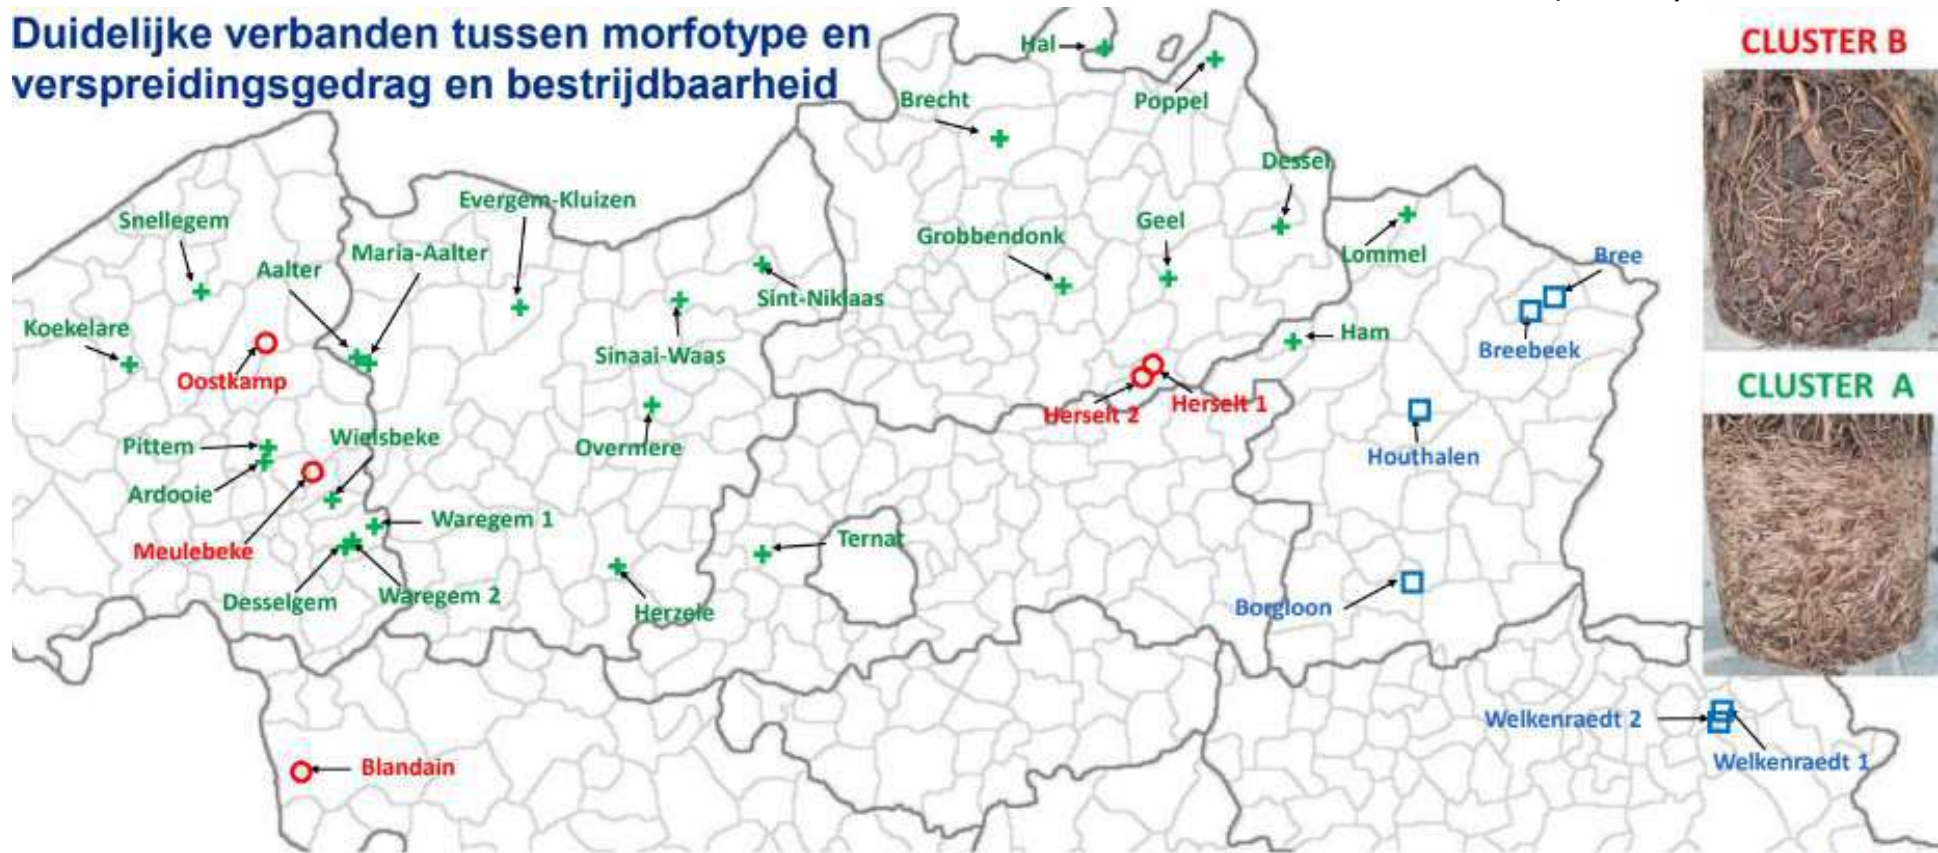 Duidelijke verbanden tussen morfotype en
verspreidingsgedrag en bestrijdbaarheid
Hal
Poppel
Brecht
Dessel
Snellegem
Evergem-Kluizen
Maria-Aalter
Aalter
Grobbendonk
Geel
Lommel
Bree
Sint-Niklaas
Koekelare
Sinaai-Waas
Ham
Breebeek
Oostkamp
Herselt 2
Herselt 1
Pittem
Wielsbeke
Overmere
Houthalen
Ardooie
Waregem 1
Meulebeke
Ternat
Desselgem
Waregem 2
Herzele
Borgloon
Welkenraedt 2
Welkenraedt 1
Blandain
CLUSTER B
CLUSTER A